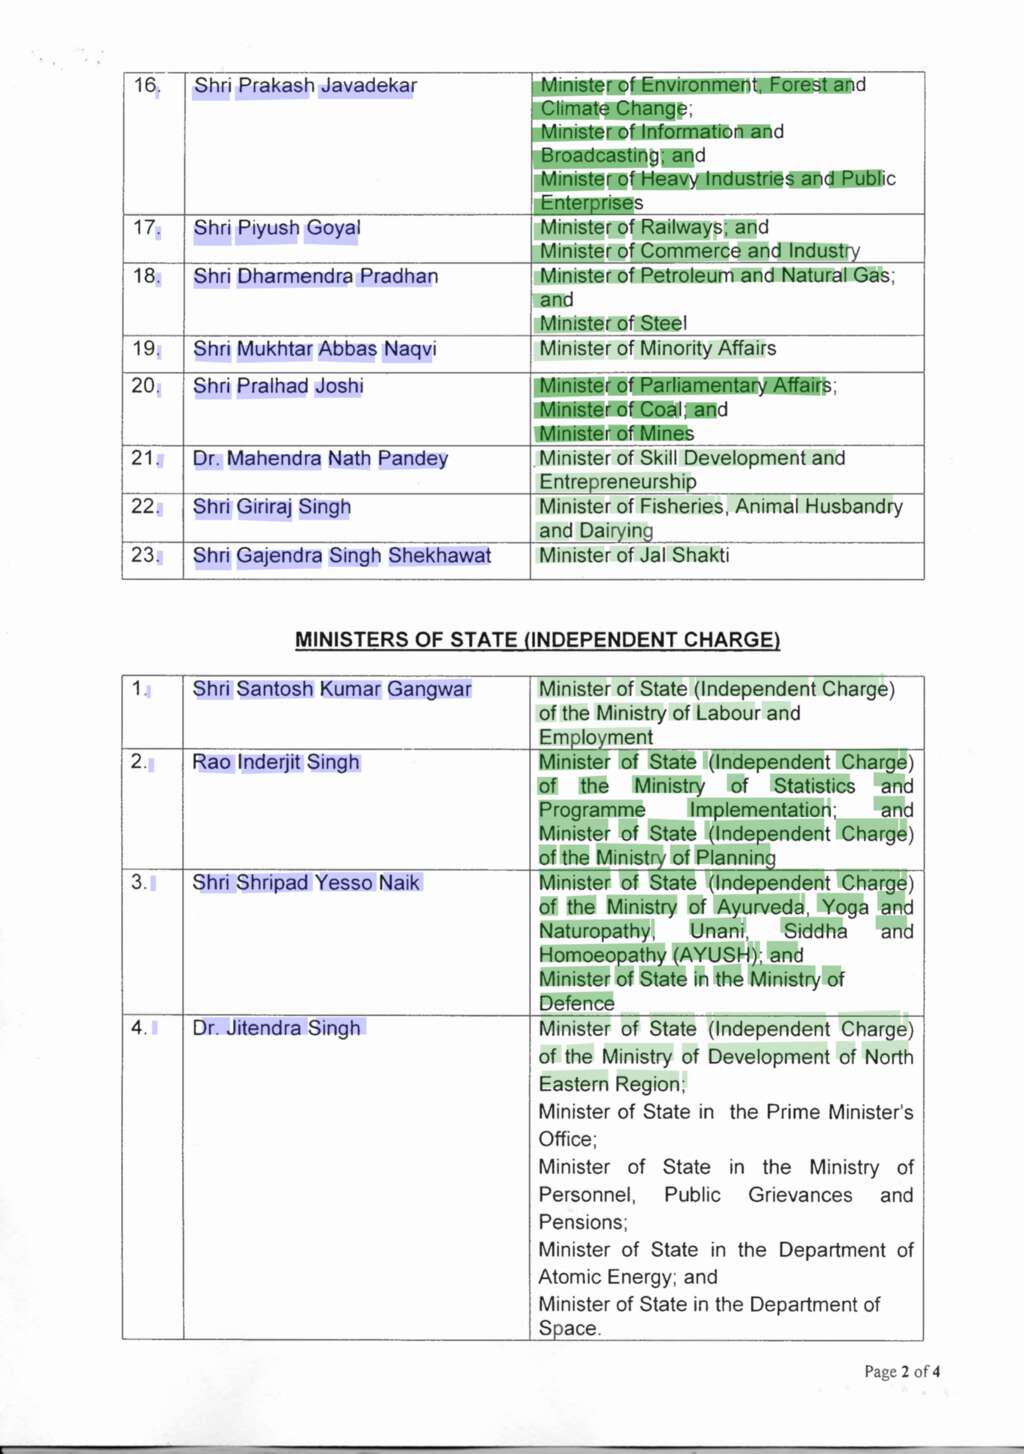 16. Shri Prakash Javadekar Minister of Environment, Forest and
Climate Change;
Minister of Information and
Broadcasting; and
Minister of Heavy Industries and Public
Enterprises
17. Shri Piyush Goyal Minister of Railways; and
Minister of Commerce and Industry
18. Shri Dharmendra Pradhan Minister of Petroleum and Natural Gas;
and
Minister of Steel
19. Shri Mukhtar Abbas Naqvi Minister of Minority Affairs
20. Shri Pralhad Joshi Minister of Parliamentary Affairs;
Minister of Coal; and
Minister of Mines
21. Dr. Mahendra Nath Pandey Minister of Skill Development and
Entrepreneurship
22. Shri Giriraj Singh Minister of Fisheries, Animal Husbandry
and Dairying
23. Shri Gajendra Singh Shekhawat Minister of Jal Shakti
MINISTERS OF STATE (INDEPENDENT CHARGE)
1. Shri Santosh Kumar Gangwar Minister of State (Independent Charge)
of the Ministry of Labour and
Employment
2. Rao Inderjit Singh Minister of State (Independent Charge)
of the Ministry of Statistics and
Programme Implementation; and
Minister of State (Independent Charge)
of the Ministry of Planning
3. Shri Shripad Yesso Naik Minister of State (Independent Charge)
of the Ministry of Ayurveda, Yoga and
Naturopathy, Unani, Siddha and
Homoeopathy (AYUSH); and
Minister of State in the Ministry of
Defence
4. Dr. Jitendra Singh Minister of State (Independent Charge)
of the Ministry of Development of North
Eastern Region;
Minister of State in the Prime Minister's
Office;
Minister of State in the Ministry of
Personnel, Public Grievances and
Pensions;
Minister of State in the Department of
Atomic Energy; and
Minister of State in the Department of
Space.
Page 2 of 4